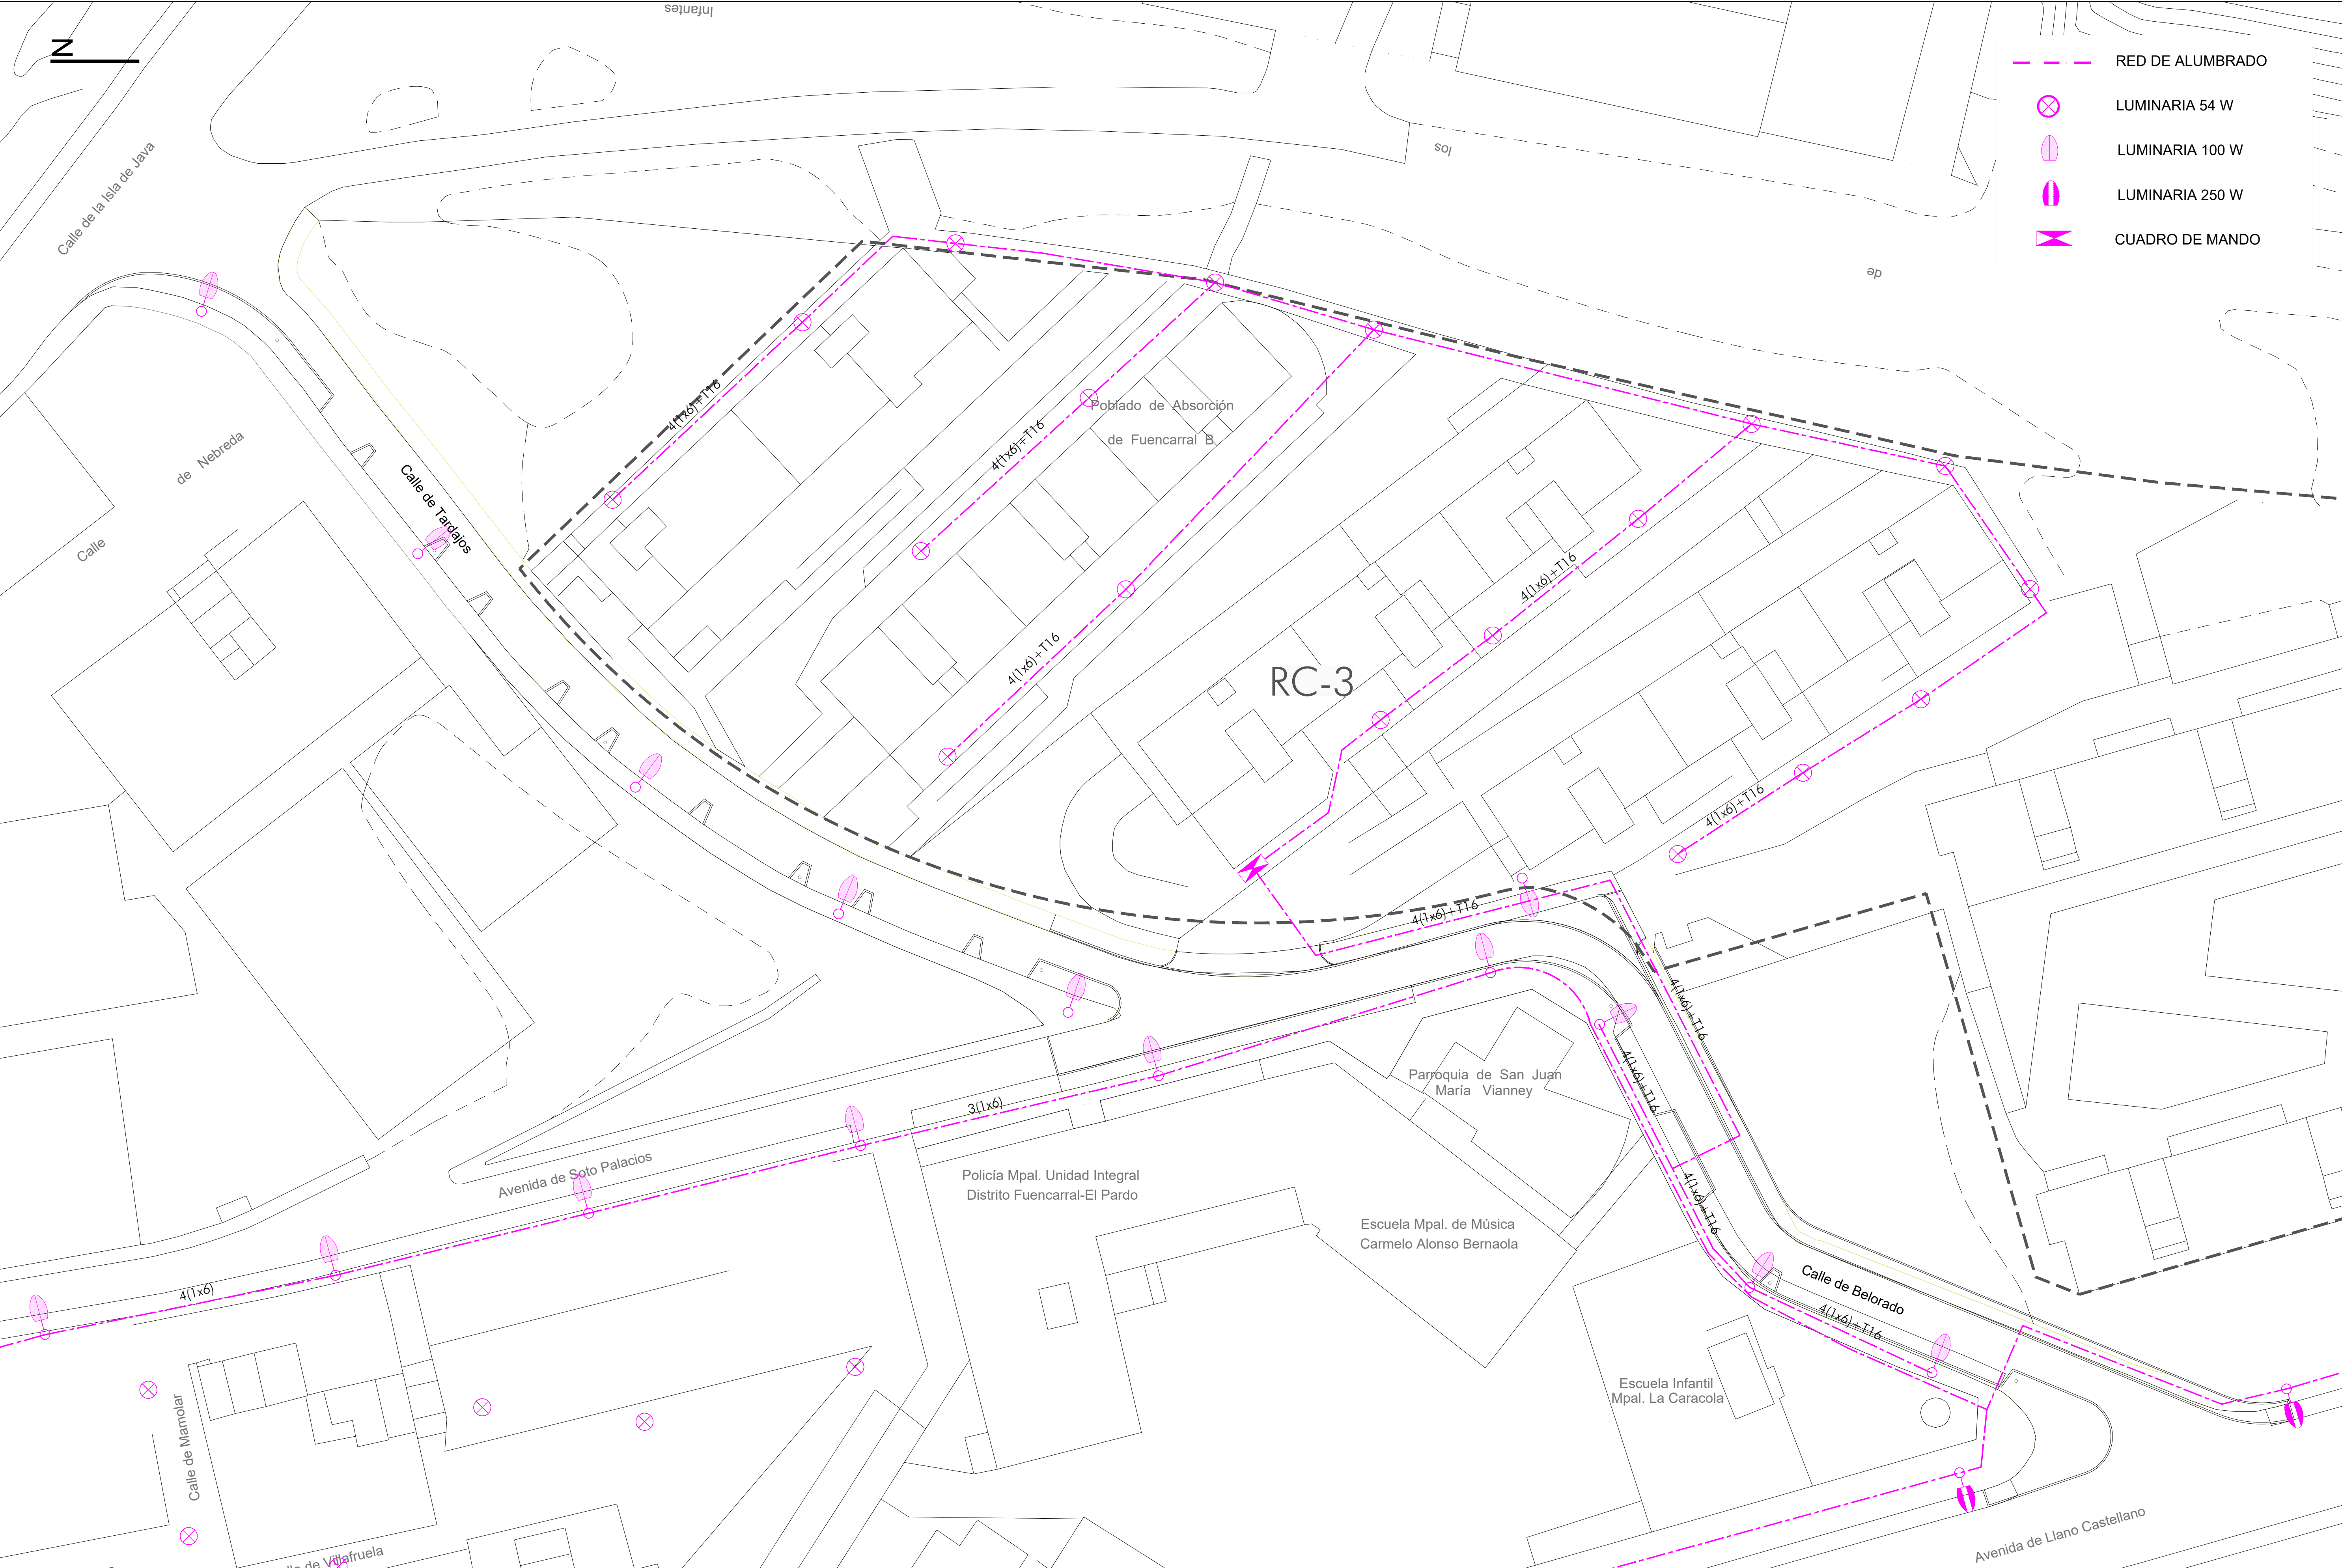 Infantes
N
RED DE ALUMBRADO
LUMINARIA 54 W
LUMINARIA 100 W
LUMINARIA 250 W
CUADRO DE MANDO
los
de
Calle de la Isla de Java
Calle
de Nebreda
Calle de Tardajos
4(1x6)+T16
4(1x6)+T16
Poblado de Absorción
de Fuencarral B
4(1x6)+T16
4(1x6)+T16
RC-3
4(1x6)+T16
4(1x6)+T16
4(1x6)+T16
4(1x6)+T16
4(1x6)+T16
Parroquia de San Juan
María Vianney
3(1x6)
Avenida de Soto Palacios
Policía Mpal. Unidad Integral
Distrito Fuencarral-El Pardo
Escuela Mpal. de Música
Carmelo Alonso Bernaola
4(1x6)
Calle de Belorado
4(1x6)+T16
Escuela Infantil
Mpal. La Caracola
Calle de Mamolar
de Villafruela
Avenida de Llano Castellano